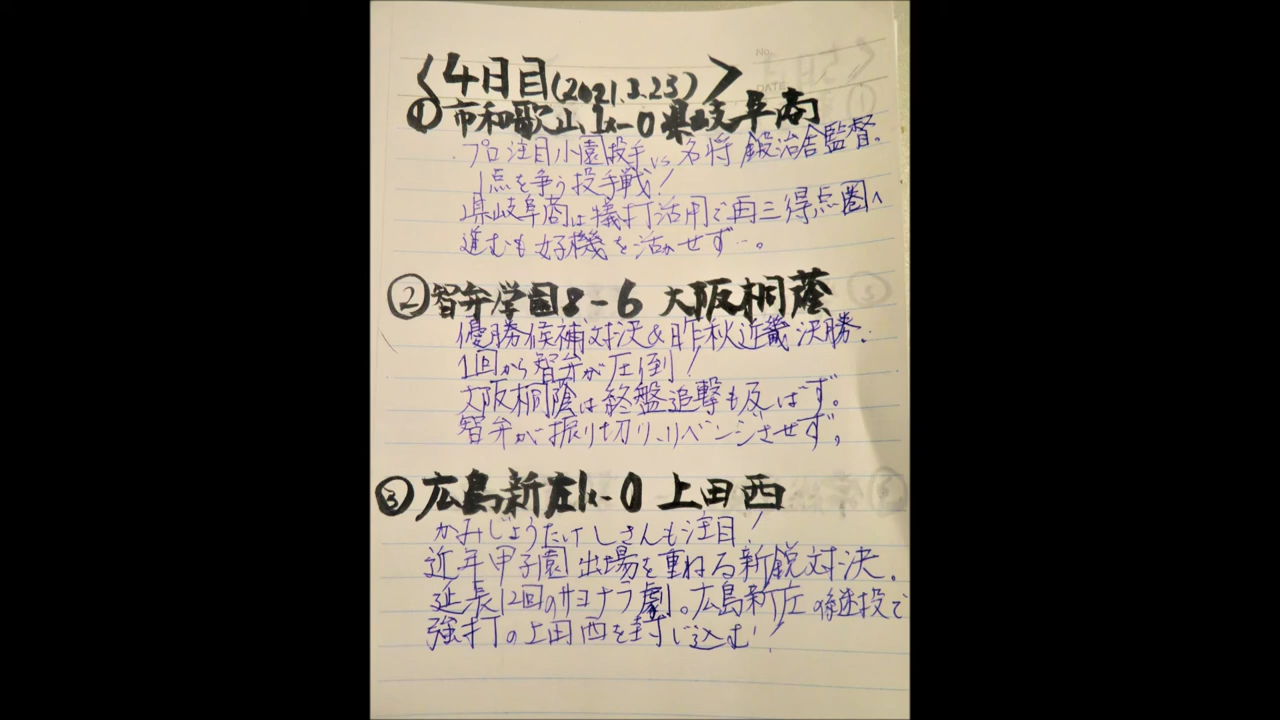 〈4日目(2021.3.23)〉
① 市和歌山 1x-0 県岐阜商
・プロ注目小園投手 vs 名将 鍛治舎監督。
1点を争う投手戦!
県岐阜商は犠打活用で再三得点圏へ
進むも好機を活かせず…。
② 智弁学園 8-6 大阪桐蔭
優勝候補対決&昨秋近畿決勝。
1回から智弁が圧倒!
大阪桐蔭は終盤追撃も及ばず。
智弁が振り切り、リベンジさせず。
③ 広島新庄 1x-0 上田西
かみじょうたけしさんも注目!
近年甲子園出場を重ねる新鋭対決。
延長12回のサヨナラ劇。広島新庄の継投で
強打の上田西を封じ込む!